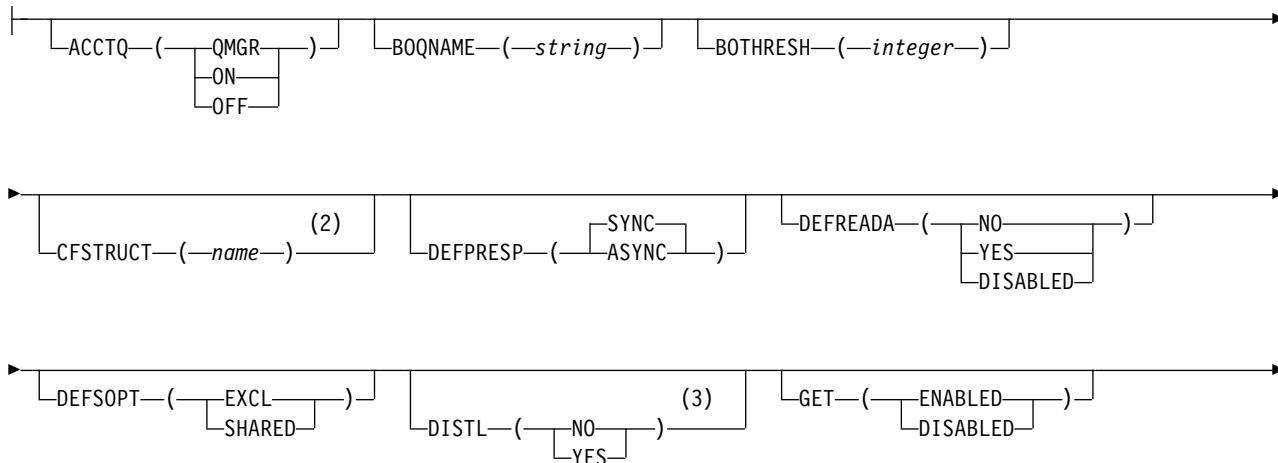 ACCTQ ( QMGR )
ON
OFF
BOQNAME ( string )
BOTHRESH ( integer )
CFSTRUCT ( name ) (2)
DEFPRESP ( SYNC )
ASYNC
DEFREADA ( NO )
YES
DISABLED
DEFSOPT ( EXCL )
SHARED
DISTL ( NO ) (3)
YES
GET ( ENABLED )
DISABLED